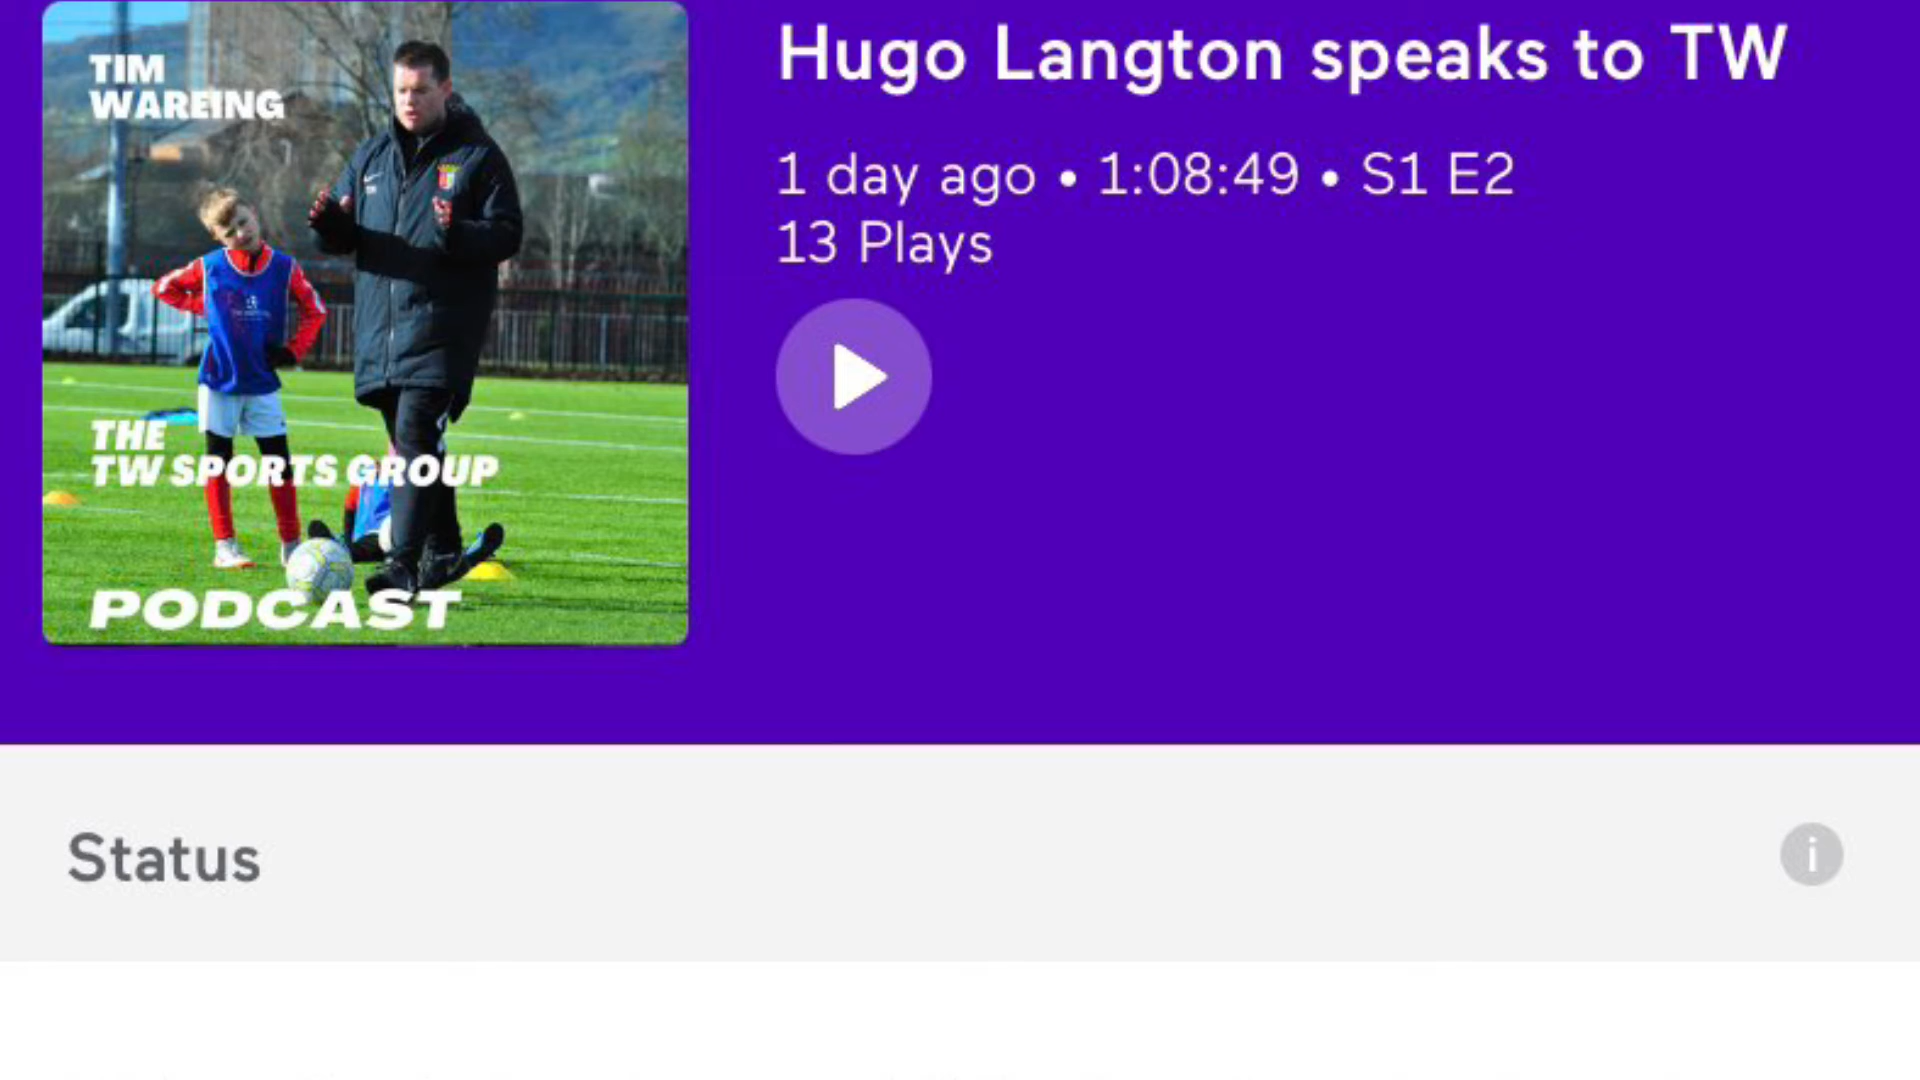 TIM
WAREING
THE
TW SPORTS GROUP
PODCAST
Hugo Langton speaks to TW
1 day ago • 1:08:49 • S1 E2
13 Plays
Status
i